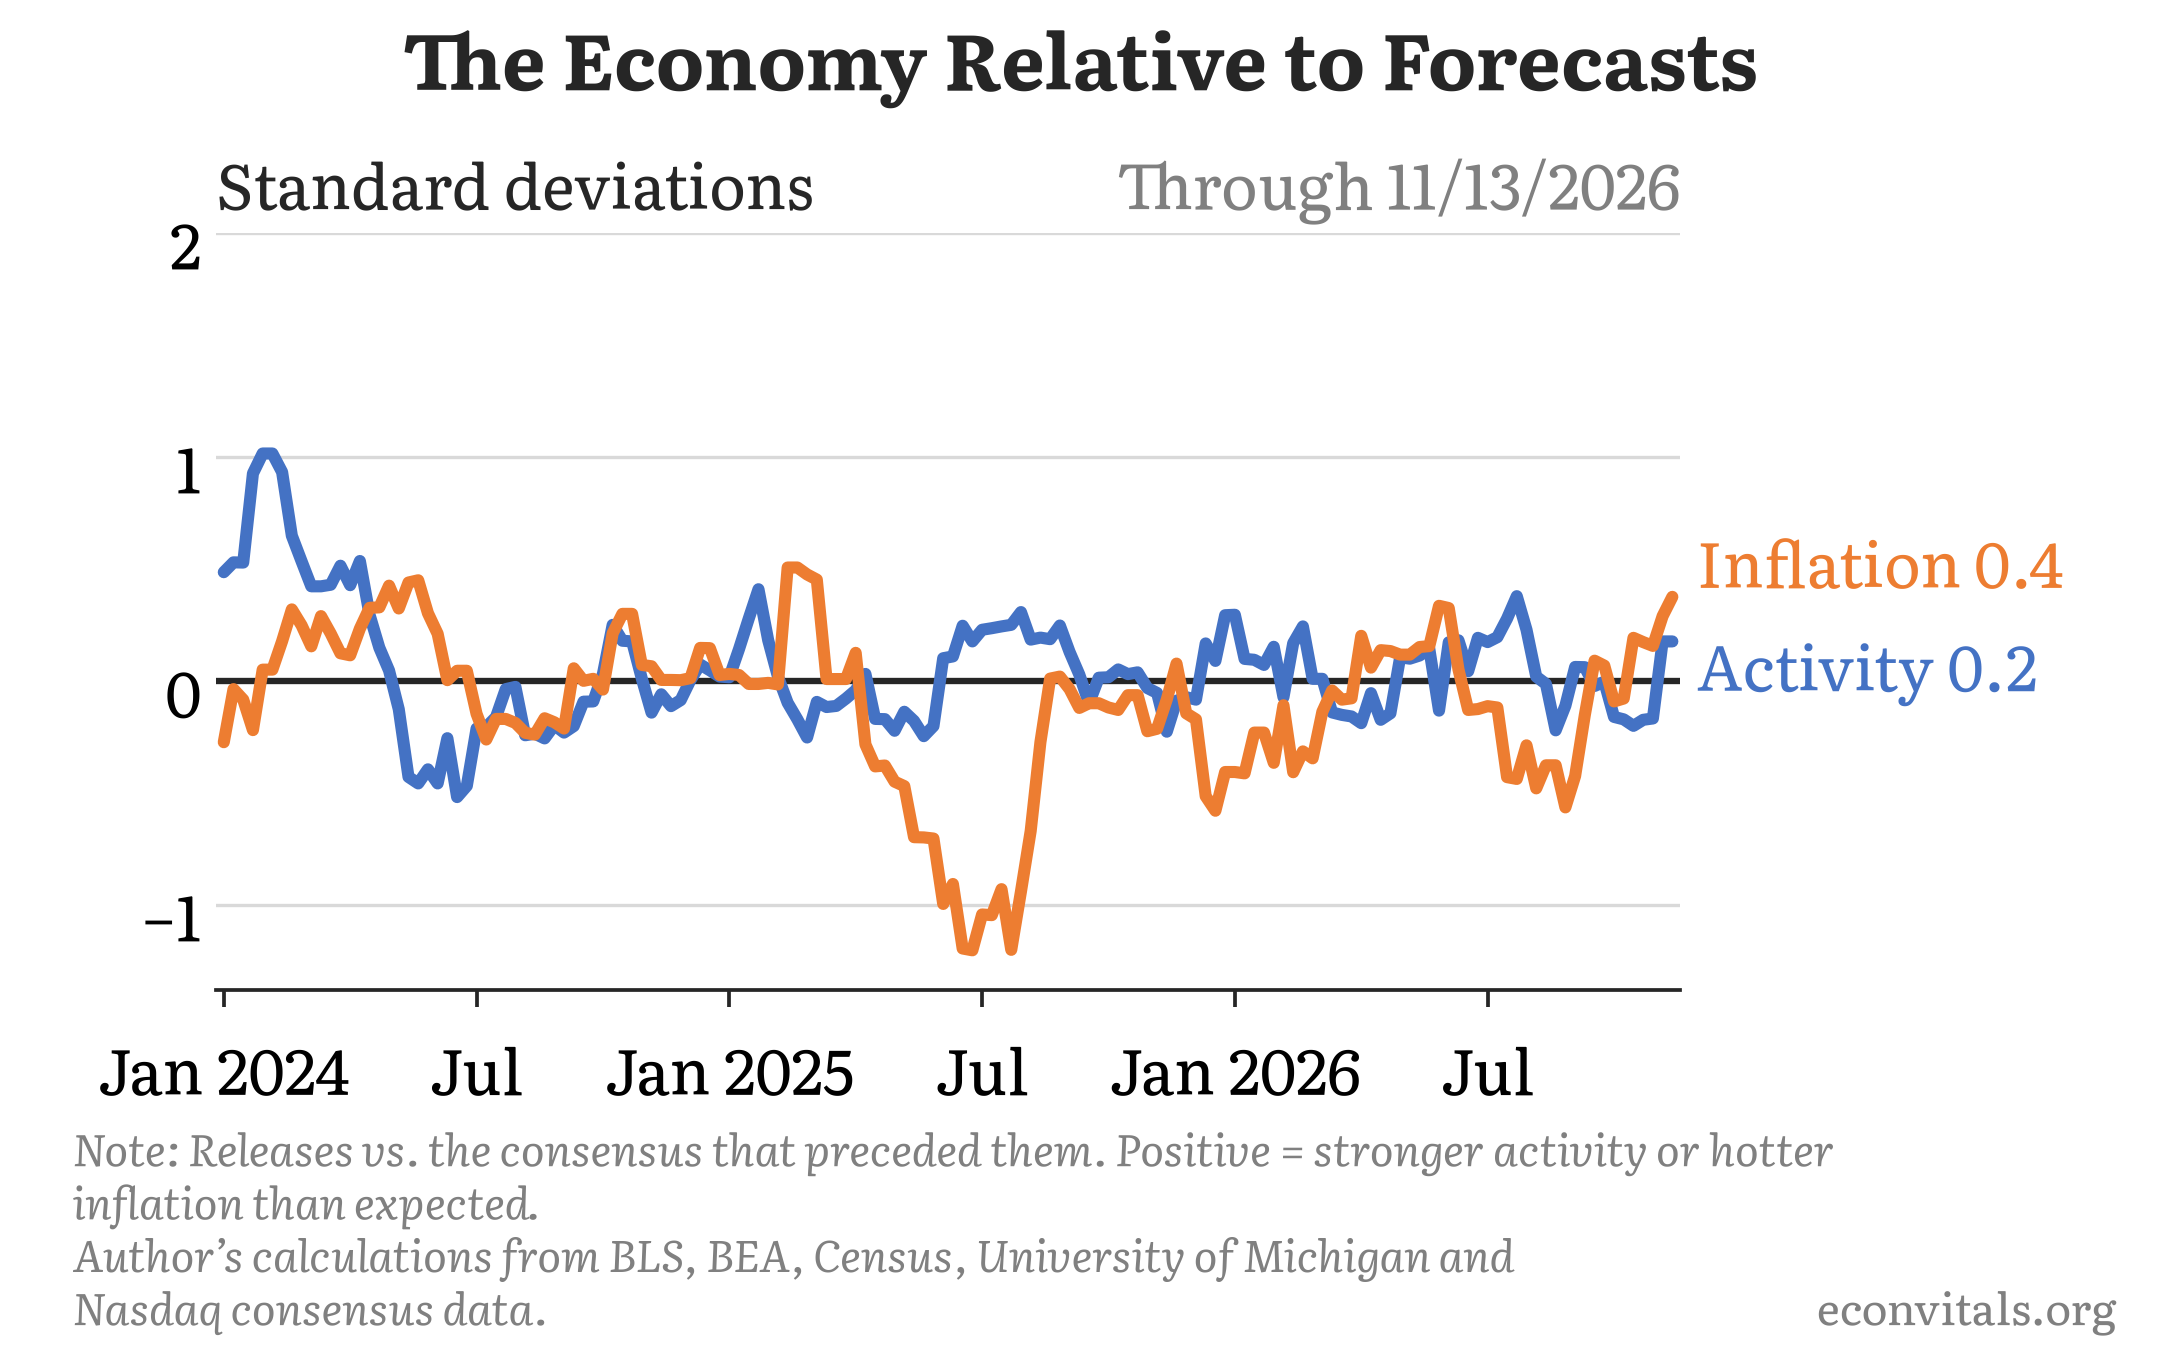 The Economy Relative to Forecasts
Standard deviations
Through 11/13/2026
2
1
0
−1
Inflation 0.4
Activity 0.2
Jan 2024
Jul
Jan 2025
Jul
Jan 2026
Jul
Note: Releases vs. the consensus that preceded them. Positive = stronger activity or hotter
inflation than expected.
Author’s calculations from BLS, BEA, Census, University of Michigan and
Nasdaq consensus data.
econvitals.org